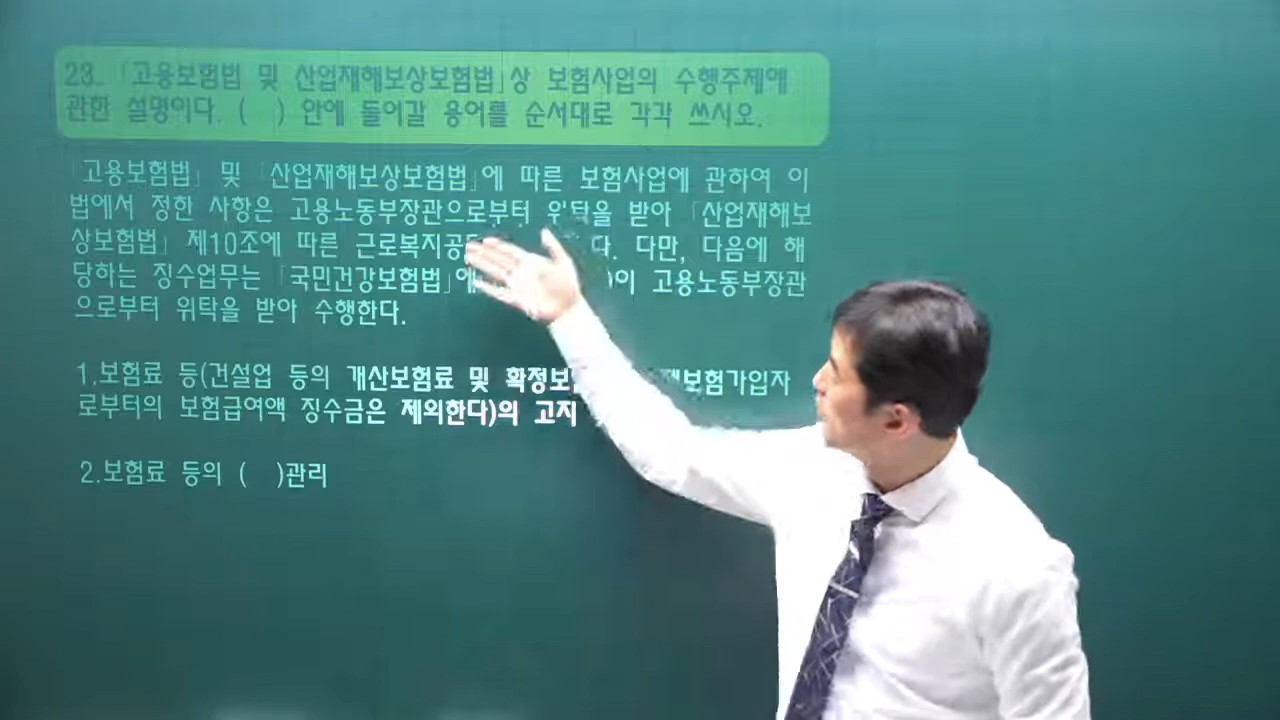 23. 「고용보험법 및 산업재해보상보험법」상 보험사업의 수행주체에
관한 설명이다. (  ) 안에 들어갈 용어를 순서대로 각각 쓰시오.
「고용보험법」 및 「산업재해보상보험법」에 따른 보험사업에 관하여 이
법에서 정한 사항은 고용노동부장관으로부터 위탁을 받아 「산업재해보
상보험법」 제10조에 따른 다. 다만, 다음에 해
당하는 징수업무는 「국민건강보험법」에 )이 고용노동부장관
으로부터 위탁을 받아 수행한다.
1.보험료 등(건설업 등의 개산보험료 및 보험가입자
로부터의 보험급여액 징수금은 제외한다)의 고지
2.보험료 등의 (  )관리